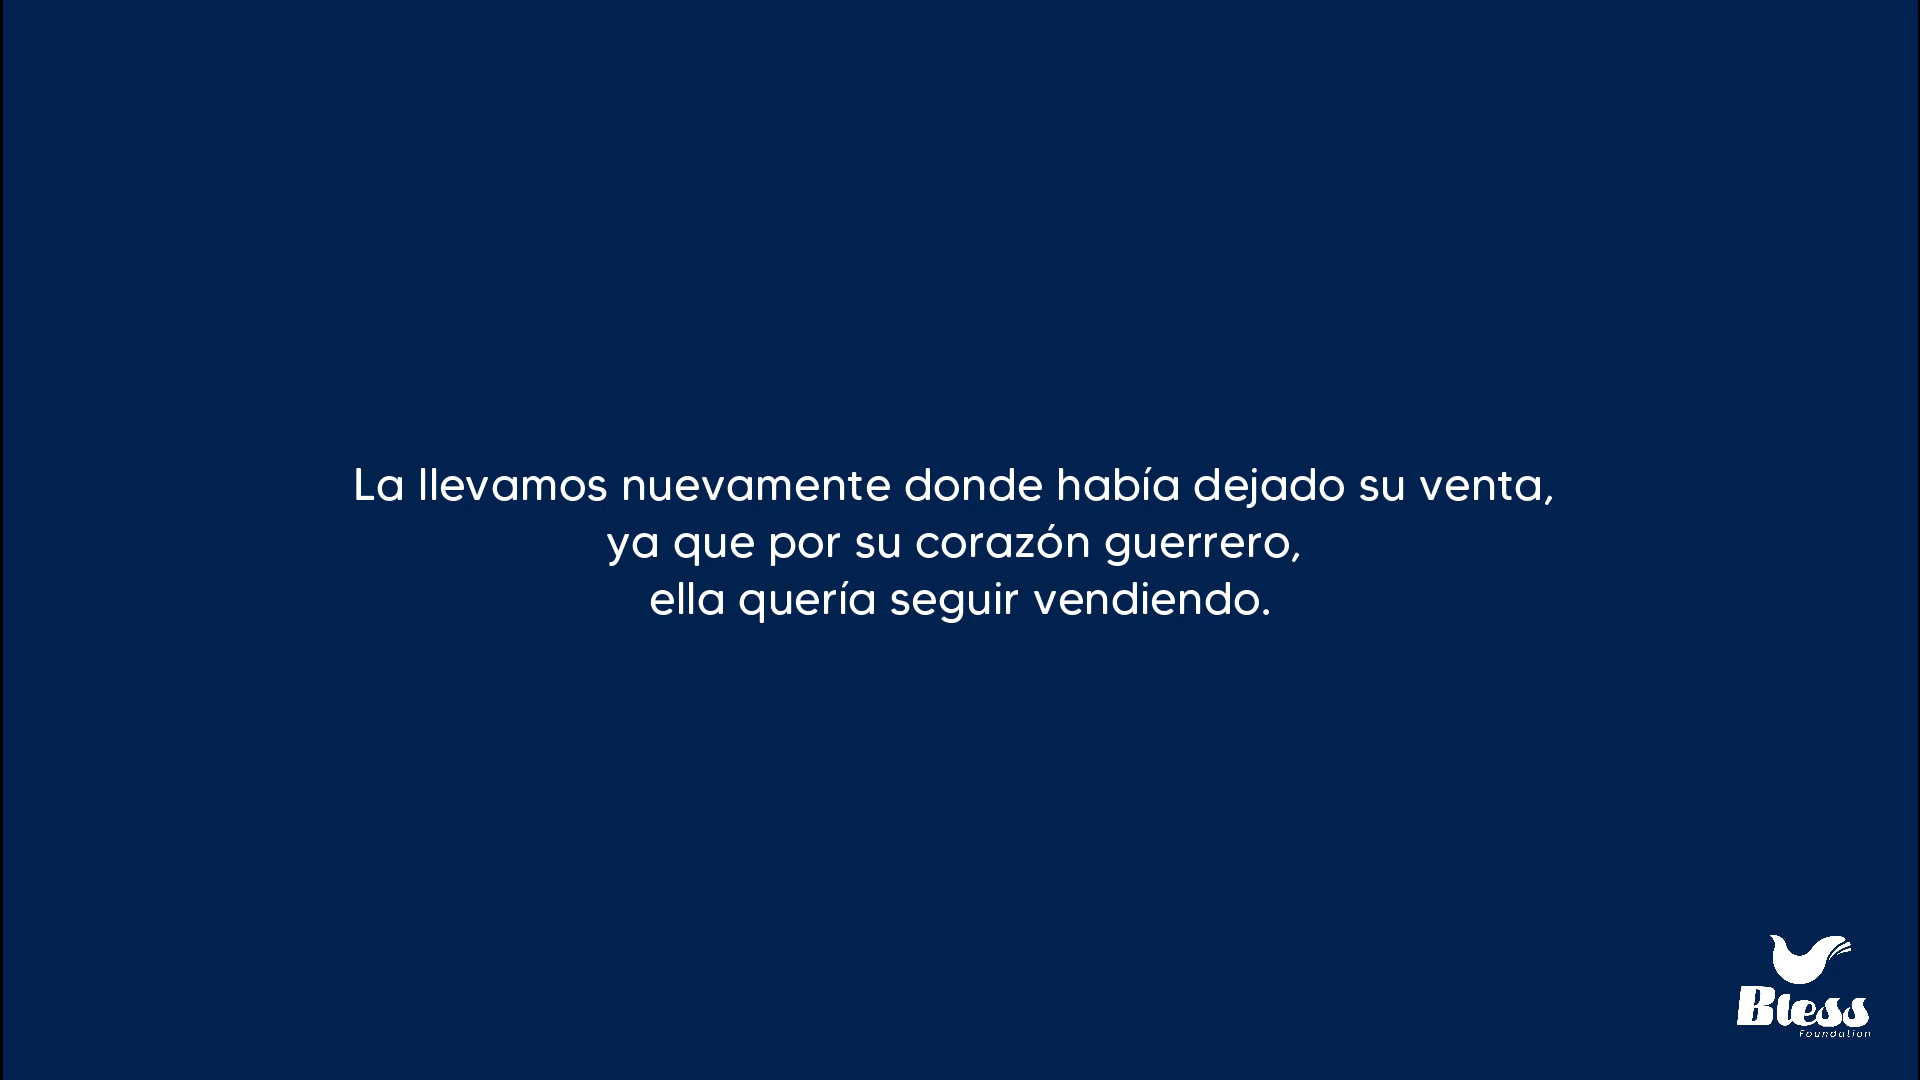 La llevamos nuevamente donde había dejado su venta,
ya que por su corazón guerrero,
ella quería seguir vendiendo.
Bless
Foundation